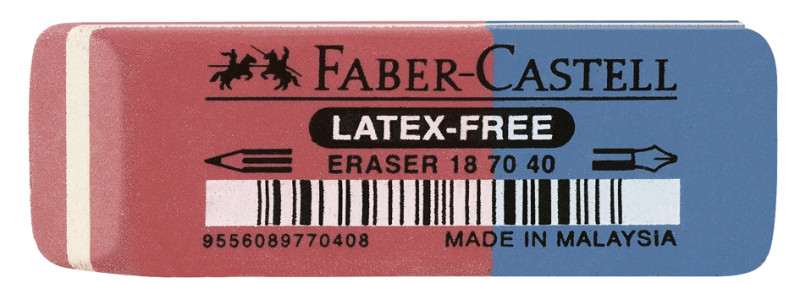 FABER-CASTELL
LATEX-FREE
ERASER 18 70 40
9556089770408 MADE IN MALAYSIA